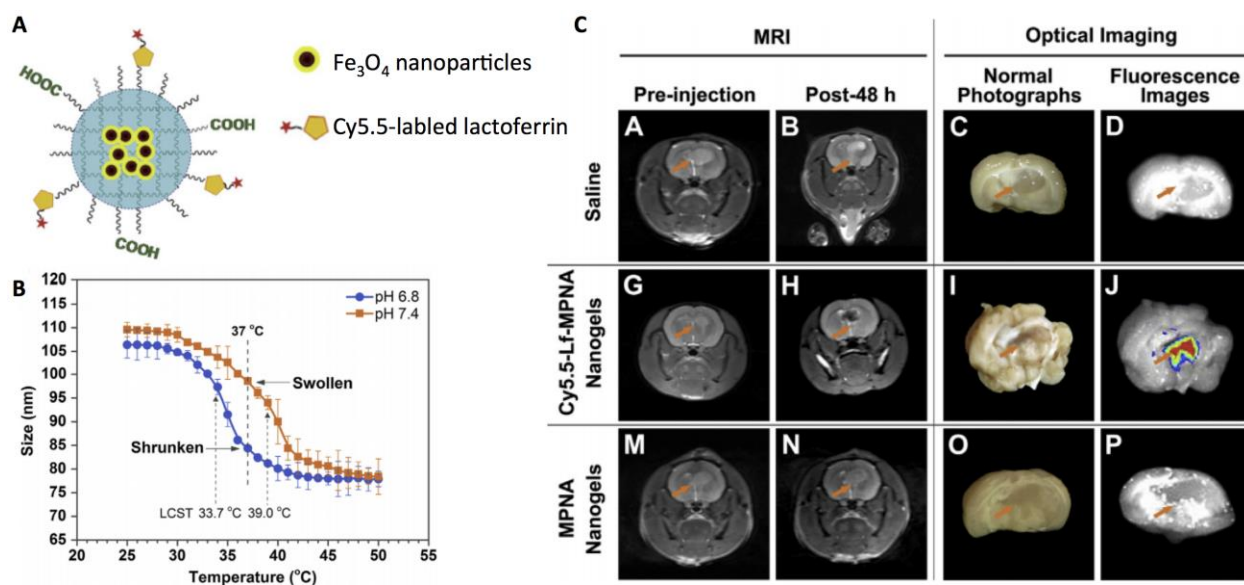 A
HOOC
COOH
COOH
Fe₃O₄ nanoparticles
Cy5.5-labled lactoferrin
B
120
115
110
105
100
95
90
85
80
75
70
65
Size (nm)
pH 6.8
pH 7.4
37 °C
Swollen
Shrunken
LCST 33.7 °C 39.0 °C
20 25 30 35 40 45 50 55
Temperature (°C)
C
MRI
Optical Imaging
Pre-injection
Post-48 h
Normal
Photographs
Fluorescence
Images
Saline
A
B
C
D
Cy5.5-Lf-MPNA
Nanogels
G
H
I
J
MPNA
Nanogels
M
N
O
P